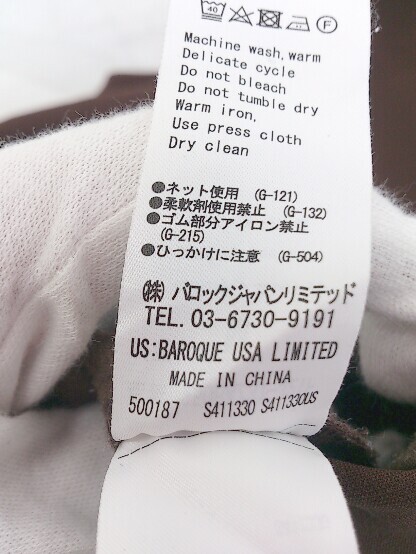 40
F
Machine wash, warm
Delicate cycle
Do not bleach
Do not tumble dry
Warm iron,
Use press cloth
Dry clean
●ネット使用 (G-121)
●柔軟剤使用禁止 (G-132)
●ゴム部分アイロン禁止
(G-215)
●ひっかけに注意 (G-504)
㈱ バロックジャパンリミテッド
TEL. 03-6730-9191
US:BAROQUE USA LIMITED
MADE IN CHINA
500187 S411330 S411330US